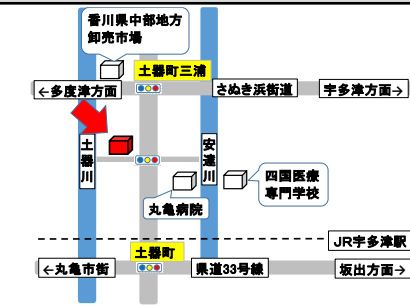 香川県中部地方
卸売市場
土器町三浦
←多度津方面
さぬき浜街道
宇多津方面→
土器川
安達川
四国医療
専門学校
丸亀病院
JR宇多津駅
土器町
←丸亀市街
県道33号線
坂出方面→